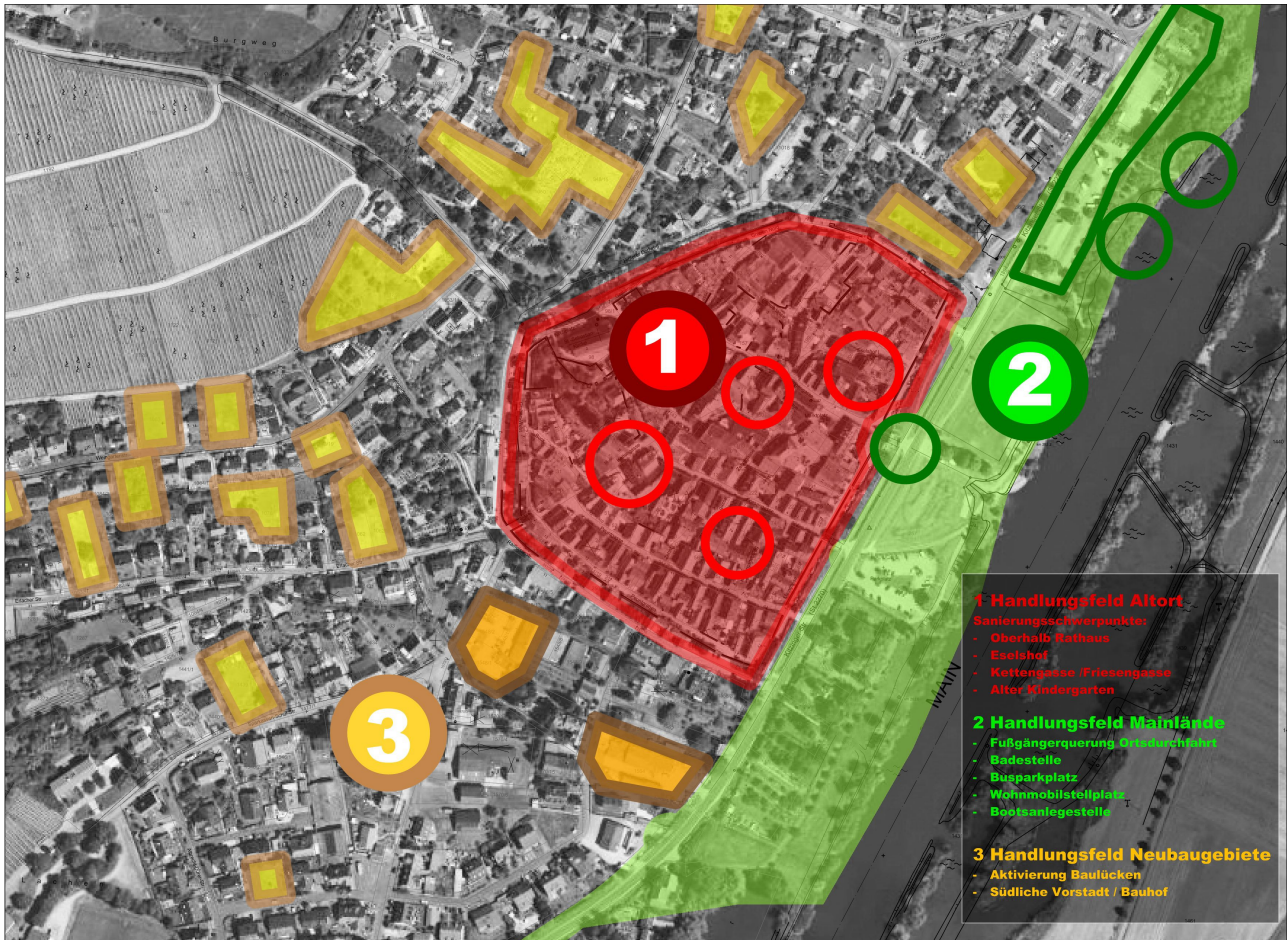 Burgweg
1
2
3
MAIN
1 Handlungsfeld Altort
Sanierungsschwerpunkte:
- Oberhalb Rathaus
- Eselshof
- Kettengasse /Friesengasse
- Alter Kindergarten
2 Handlungsfeld Mainlände
- Fußgängerquerung Ortsdurchfahrt
- Badestelle
- Busparkplatz
- Wohnmobilstellplatz
- Bootsanlegestelle
3 Handlungsfeld Neubaugebiete
- Aktivierung Baulücken
- Südliche Vorstadt / Bauhof